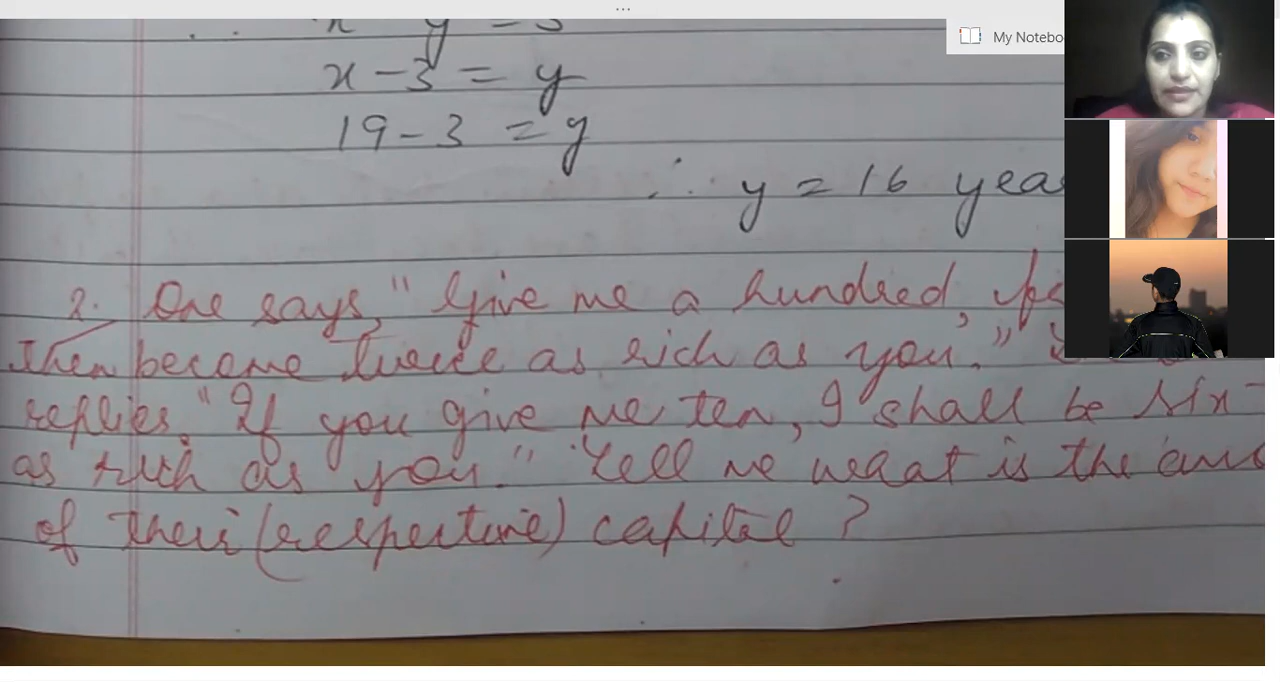 x - y = 3
x - 3 = y
My Notebo
19 - 3 = y
∴ y = 16 yea
2. One says, "Give me a hundred,
then become twice as rich as you."
replies, "If you give me ten, I shall be six-
as rich as you." Tell me what is the
of their (respective) capital ?